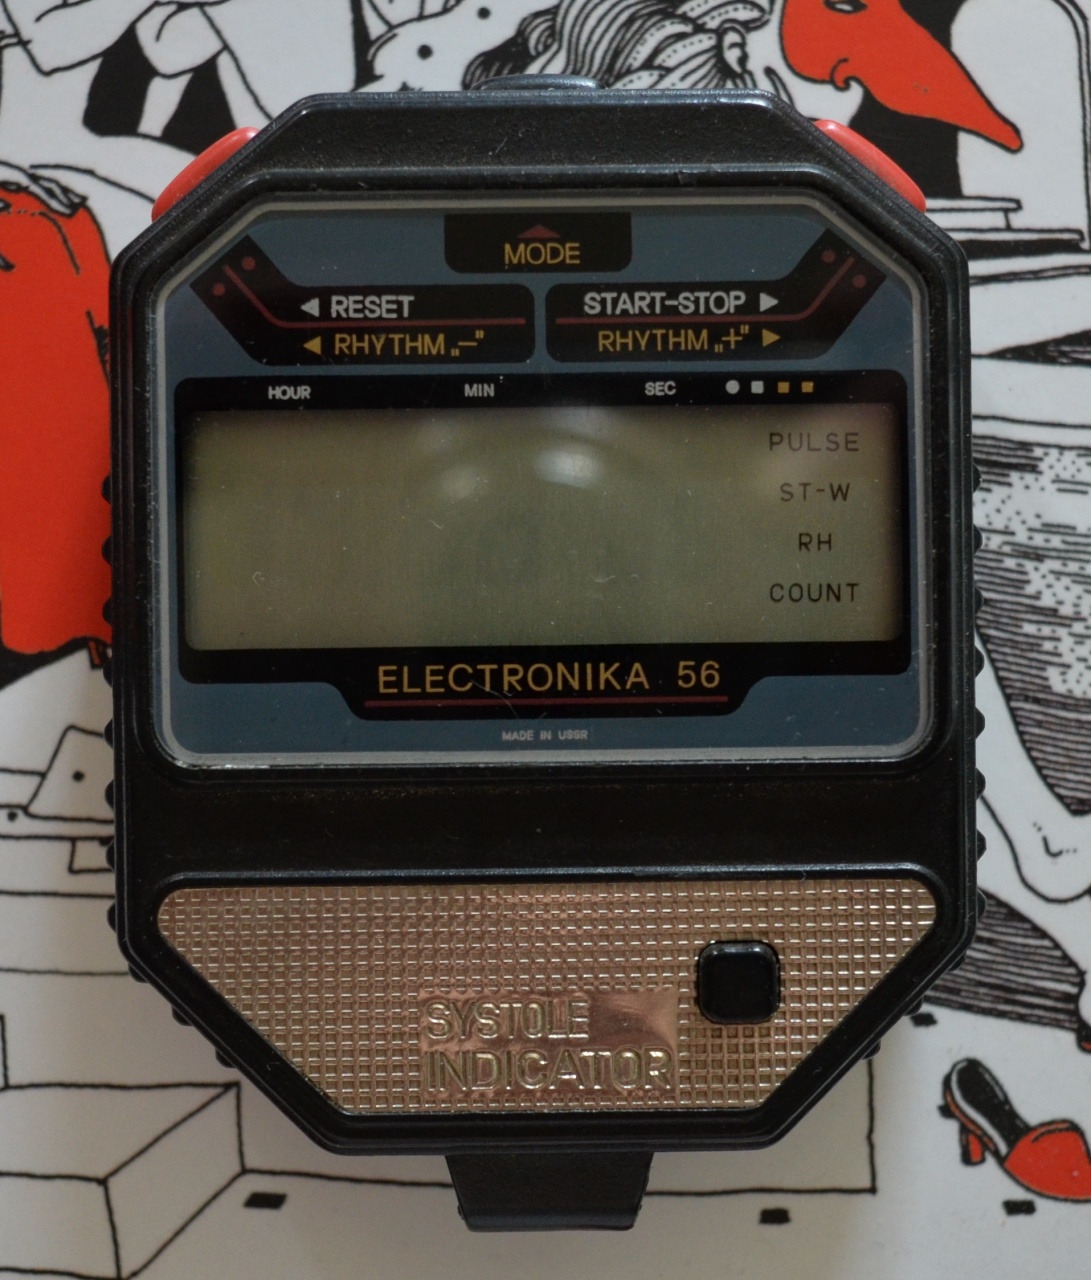 MODE
◀ RESET
START-STOP ▶
◀ RHYTHM „—"
RHYTHM „+" ▶
HOUR MIN SEC
PULSE
ST-W
RH
COUNT
ELECTRONIKA 56
MADE IN USSR
SYSTOLE
INDICATOR